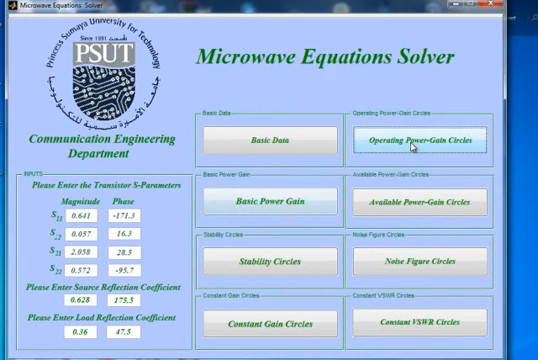 Microwave Equations Solver
Princess Sumaya University for Technology
Since 1991
PSUT
Microwave Equations Solver
Communication Engineering
Department
INPUTS
Please Enter the Transistor S-Parameters
Magnitude Phase
S11 0.641 -171.3
S12 0.057 16.3
S21 2.058 28.5
S22 0.572 -95.7
Please Enter Source Reflection Coefficient
0.628 175.5
Please Enter Load Reflection Coefficient
0.36 47.5
Basic Data
Basic Data
Operating Power-Gain Circles
Operating Power-Gain Circles
Basic Power Gain
Basic Power Gain
Available Power-Gain Circles
Available Power-Gain Circles
Stability Circles
Stability Circles
Noise Figure Circles
Noise Figure Circles
Constant Gain Circles
Constant Gain Circles
Constant VSWR Circles
Constant VSWR Circles